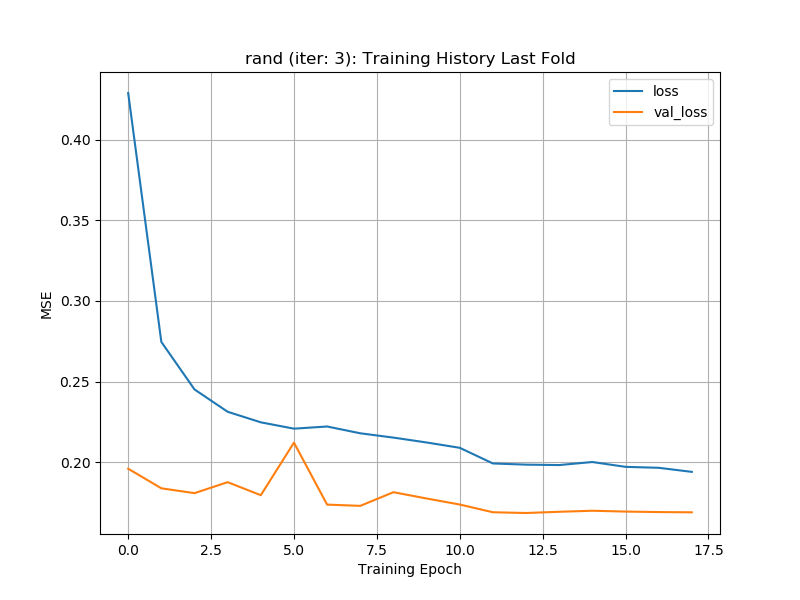 rand (iter: 3): Training History Last Fold
loss
val_loss
0.40
0.35
0.30
0.25
0.20
MSE
0.0 2.5 5.0 7.5 10.0 12.5 15.0 17.5
Training Epoch